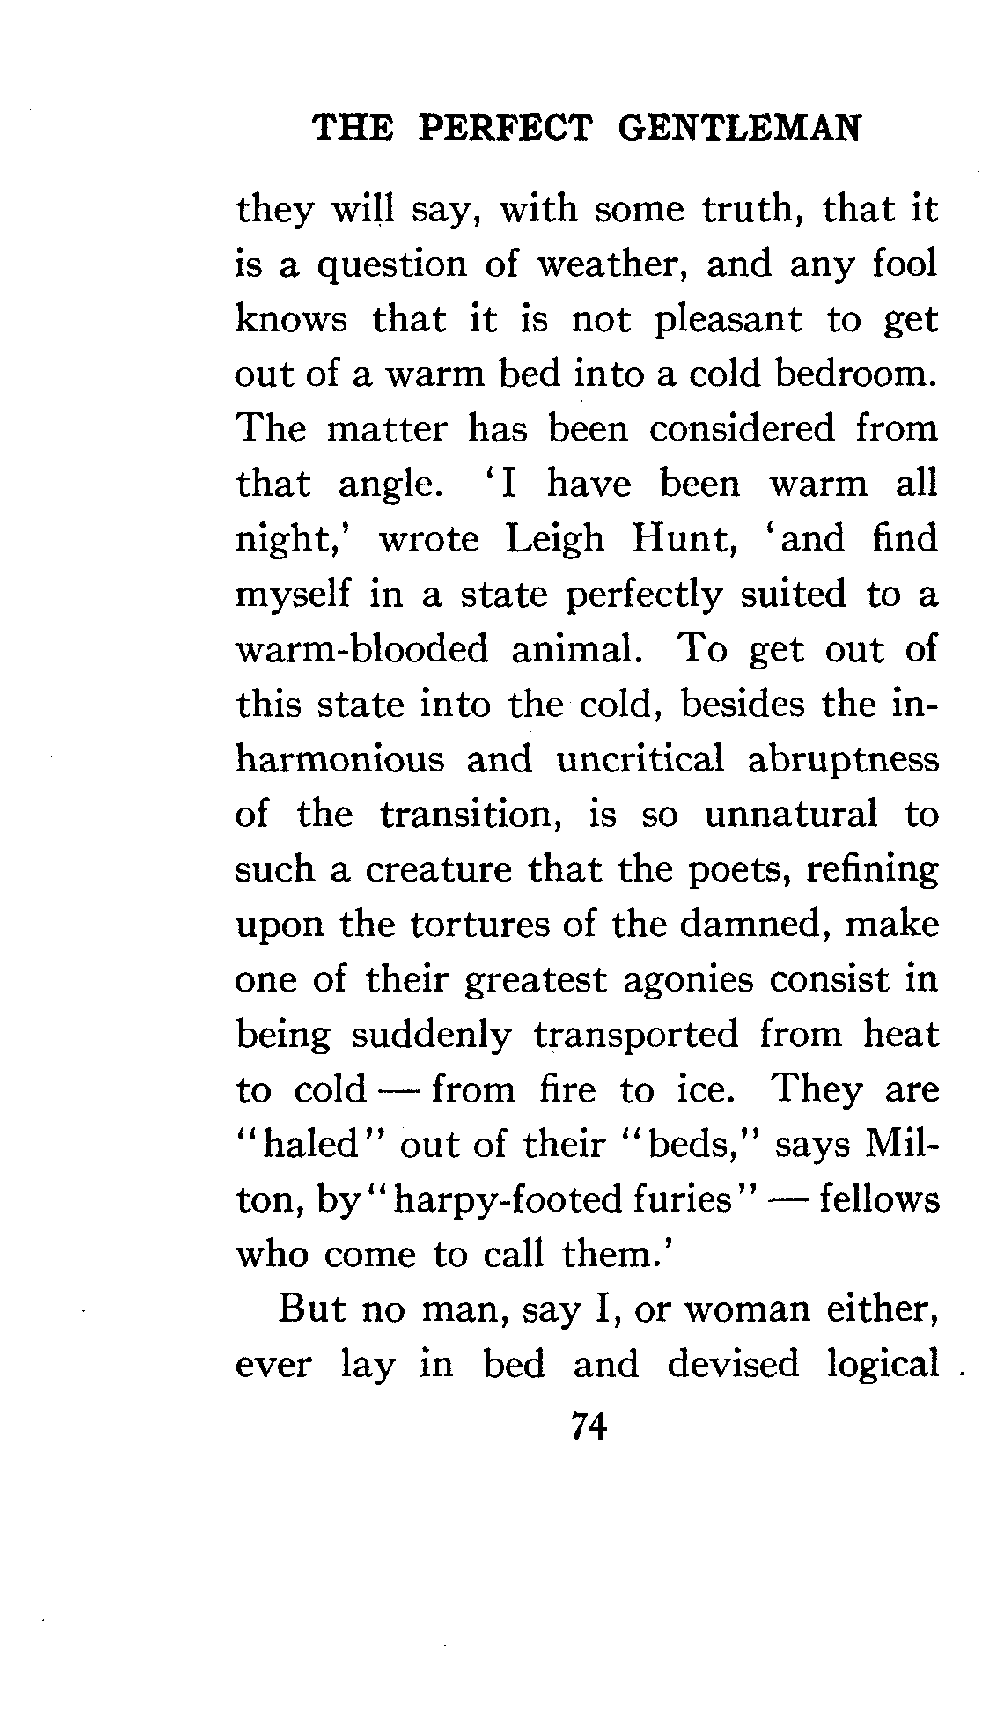 THE PERFECT GENTLEMAN
they will say, with some truth, that it
is a question of weather, and any fool
knows that it is not pleasant to get
out of a warm bed into a cold bedroom.
The matter has been considered from
that angle. ‘I have been warm all
night,’ wrote Leigh Hunt, ‘and find
myself in a state perfectly suited to a
warm-blooded animal. To get out of
this state into the cold, besides the in-
harmonious and uncritical abruptness
of the transition, is so unnatural to
such a creature that the poets, refining
upon the tortures of the damned, make
one of their greatest agonies consist in
being suddenly transported from heat
to cold — from fire to ice. They are
“haled” out of their “beds,” says Mil-
ton, by “harpy-footed furies” — fellows
who come to call them.’
But no man, say I, or woman either,
ever lay in bed and devised logical
74